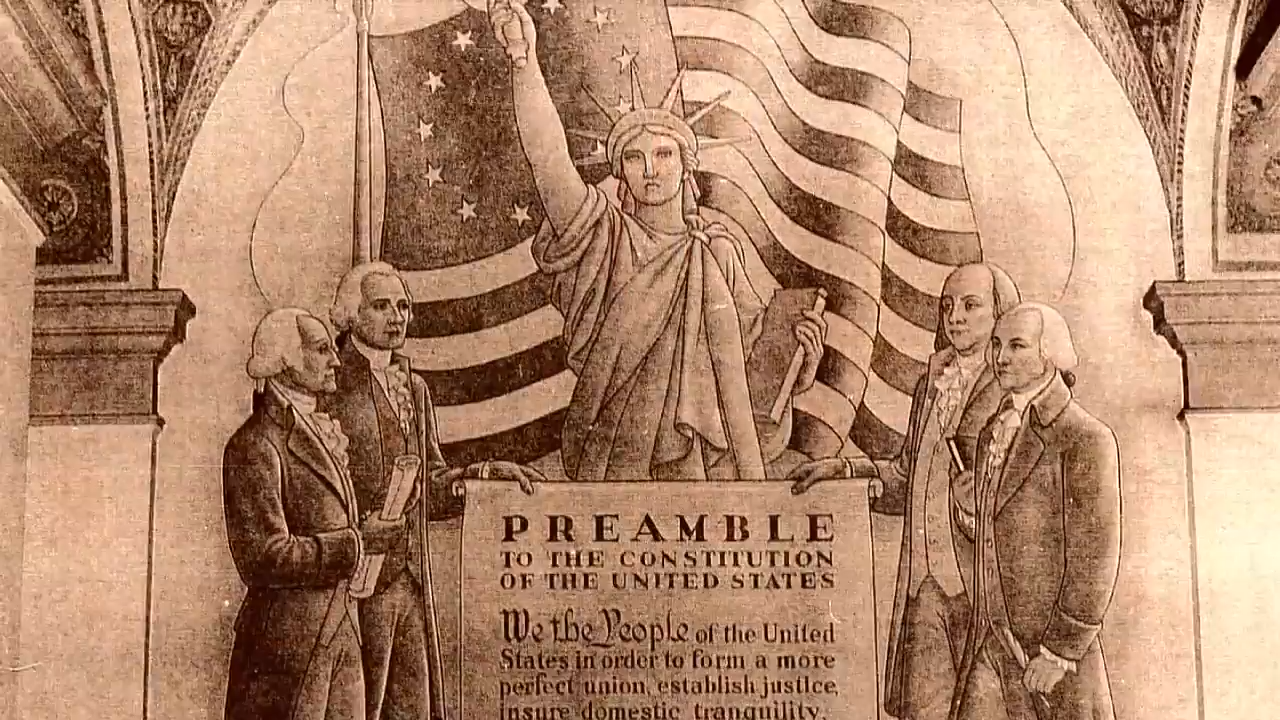 PREAMBLE
TO THE CONSTITUTION
OF THE UNITED STATES
We the People of the United
States in order to form a more
perfect union, establish justice,
insure domestic tranquility,